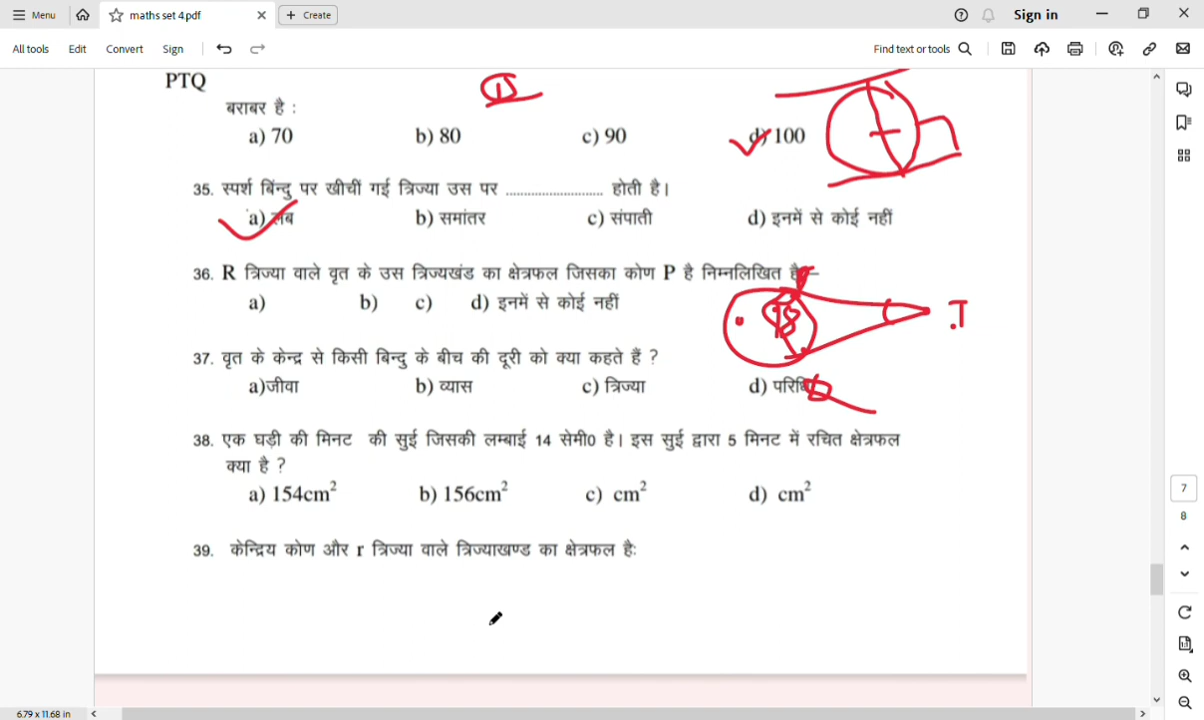 Menu
maths set 4.pdf
Create
Sign in
All tools
Edit
Convert
Sign
Find text or tools
PTQ
बराबर है :
a) 70 b) 80 c) 90 d) 100
35. स्पर्श बिंन्दु पर खीचीं गई त्रिज्या उस पर ........................ होती है।
a) लंब b) समांतर c) संपाती d) इनमें से कोई नहीं
36. R त्रिज्या वाले वृत के उस त्रिज्यखंड का क्षेत्रफल जिसका कोण P है निम्नलिखित है–
a) b) c) d) इनमें से कोई नहीं
37. वृत के केन्द्र से किसी बिन्दु के बीच की दूरी को क्या कहते हैं ?
a)जीवा b) व्यास c) त्रिज्या d) परिधि
38. एक घड़ी की मिनट की सुई जिसकी लम्बाई 14 सेमी0 है। इस सुई द्वारा 5 मिनट में रचित क्षेत्रफल
क्या है ?
a) 154cm² b) 156cm² c) cm² d) cm²
39. केन्द्रिय कोण और r त्रिज्या वाले त्रिज्याखण्ड का क्षेत्रफल है:
7
8
6.79 x 11.68 in